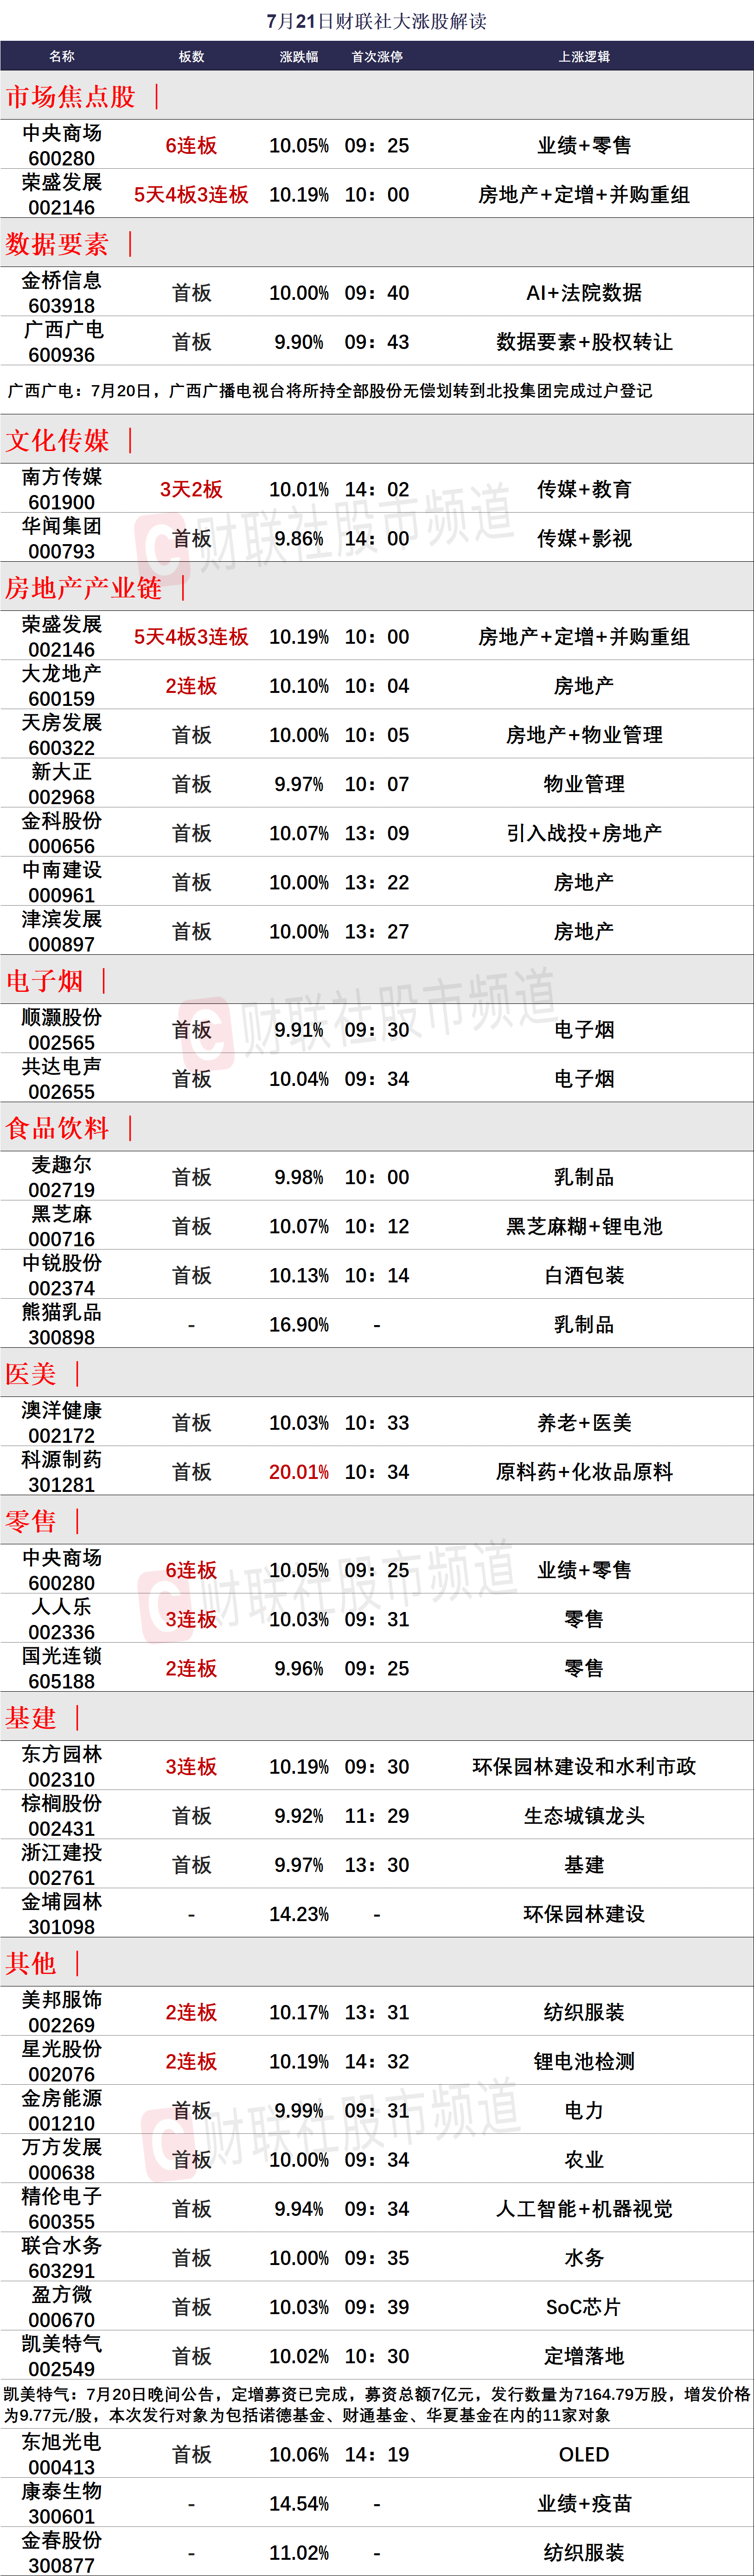 7月21日财联社大涨股解读
名称 板数 涨跌幅 首次涨停 上涨逻辑
市场焦点股 |
中央商场
600280 6连板 10.05% 09：25 业绩+零售
荣盛发展
002146 5天4板3连板 10.19% 10：00 房地产+定增+并购重组
数据要素 |
金桥信息
603918 首板 10.00% 09：40 AI+法院数据
广西广电
600936 首板 9.90% 09：43 数据要素+股权转让
广西广电：7月20日，广西广播电视台将所持全部股份无偿划转到北投集团完成过户登记
文化传媒 |
南方传媒
601900 3天2板 10.01% 14：02 传媒+教育
华闻集团
000793 首板 9.86% 14：00 传媒+影视
财联社股市频道
房地产产业链 |
荣盛发展
002146 5天4板3连板 10.19% 10：00 房地产+定增+并购重组
大龙地产
600159 2连板 10.10% 10：04 房地产
天房发展
600322 首板 10.00% 10：05 房地产+物业管理
新大正
002968 首板 9.97% 10：07 物业管理
金科股份
000656 首板 10.07% 13：09 引入战投+房地产
中南建设
000961 首板 10.00% 13：22 房地产
津滨发展
000897 首板 10.00% 13：27 房地产
电子烟 |
顺灏股份
002565 首板 9.91% 09：30 电子烟
财联社股市频道
共达电声
002655 首板 10.04% 09：34 电子烟
食品饮料 |
麦趣尔
002719 首板 9.98% 10：00 乳制品
黑芝麻
000716 首板 10.07% 10：12 黑芝麻糊+锂电池
中锐股份
002374 首板 10.13% 10：14 白酒包装
熊猫乳品
300898 - 16.90% - 乳制品
医美 |
澳洋健康
002172 首板 10.03% 10：33 养老+医美
科源制药
301281 首板 20.01% 10：34 原料药+化妆品原料
零售 |
中央商场
600280 6连板 10.05% 09：25 业绩+零售
财联社股市频道
人人乐
002336 3连板 10.03% 09：31 零售
国光连锁
605188 2连板 9.96% 09：25 零售
基建 |
东方园林
002310 3连板 10.19% 09：30 环保园林建设和水利市政
棕榈股份
002431 首板 9.92% 11：29 生态城镇龙头
浙江建投
002761 首板 9.97% 13：30 基建
金埔园林
301098 - 14.23% - 环保园林建设
其他 |
美邦服饰
002269 2连板 10.17% 13：31 纺织服装
星光股份
002076 2连板 10.19% 14：32 锂电池检测
金房能源
001210 首板 9.99% 09：31 电力
财联社股市频道
万方发展
000638 首板 10.00% 09：34 农业
精伦电子
600355 首板 9.94% 09：34 人工智能+机器视觉
联合水务
603291 首板 10.00% 09：35 水务
盈方微
000670 首板 10.03% 09：39 SoC芯片
凯美特气
002549 首板 10.02% 10：30 定增落地
凯美特气：7月20日晚间公告，定增募资已完成，募资总额7亿元，发行数量为7164.79万股，增发价格
为9.77元/股，本次发行对象为包括诺德基金、财通基金、华夏基金在内的11家对象
东旭光电
000413 首板 10.06% 14：19 OLED
康泰生物
300601 - 14.54% - 业绩+疫苗
金春股份
300877 - 11.02% - 纺织服装